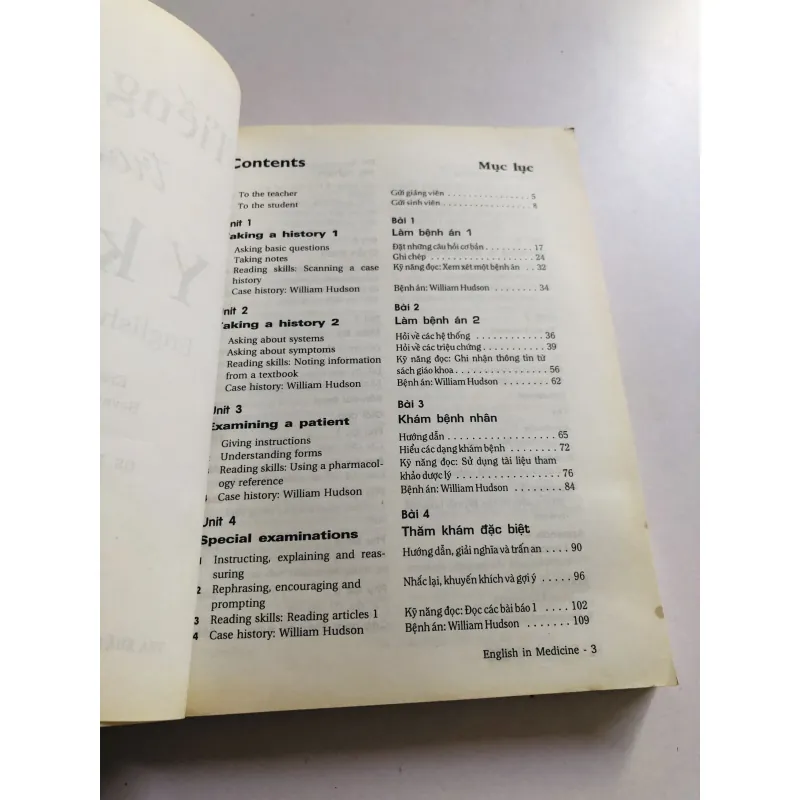 Tiếng
Y k
English
Contents
To the teacher
To the student
Unit 1
Taking a history 1
Asking basic questions
Taking notes
Reading skills: Scanning a case
history
Case history: William Hudson
Unit 2
Taking a history 2
Asking about systems
Asking about symptoms
Reading skills: Noting information
from a textbook
Case history: William Hudson
Unit 3
Examining a patient
Giving instructions
Understanding forms
Reading skills: Using a pharmacol-
ogy reference
Case history: William Hudson
Unit 4
Special examinations
1 Instructing, explaining and reas-
suring
2 Rephrasing, encouraging and
prompting
3 Reading skills: Reading articles 1
4 Case history: William Hudson
Mục lục
Gửi giảng viên . . . . . . . . . . . . . . . 5
Gửi sinh viên . . . . . . . . . . . . . . . . 8
Bài 1
Làm bệnh án 1
Đặt những câu hỏi cơ bản . . . . . . . . . 17
Ghi chép . . . . . . . . . . . . . . . . . . 24
Kỹ năng đọc: Xem xét một bệnh án . . 32
Bệnh án: William Hudson . . . . . . . 34
Bài 2
Làm bệnh án 2
Hỏi về các hệ thống . . . . . . . . . . . . 36
Hỏi về các triệu chứng . . . . . . . . . . 39
Kỹ năng đọc: Ghi nhận thông tin từ
sách giáo khoa . . . . . . . . . . . . . . . 56
Bệnh án: William Hudson . . . . . . . . 62
Bài 3
Khám bệnh nhân
Hướng dẫn . . . . . . . . . . . . . . . . . 65
Hiểu các dạng khám bệnh . . . . . . . . 72
Kỹ năng đọc: Sử dụng tài liệu tham
khảo dược lý . . . . . . . . . . . . . . . . 76
Bệnh án: William Hudson . . . . . . . . 84
Bài 4
Thăm khám đặc biệt
Hướng dẫn, giải nghĩa và trấn an . . . . 90
Nhắc lại, khuyến khích và gợi ý . . . . . 96
Kỹ năng đọc: Đọc các bài báo 1 . . . . 102
Bệnh án: William Hudson . . . . . . . 109
English in Medicine - 3